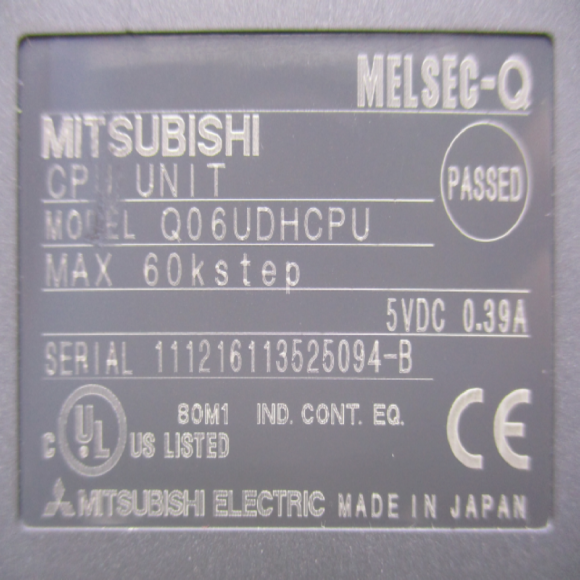 MELSEC-Q
MITSUBISHI
CPU UNIT
PASSED
MODEL Q06UDHCPU
MAX 60kstep
5VDC 0.39A
SERIAL 111216113525094-B
80M1 IND. CONT. EQ.
C UL US LISTED
CE
MITSUBISHI ELECTRIC MADE IN JAPAN